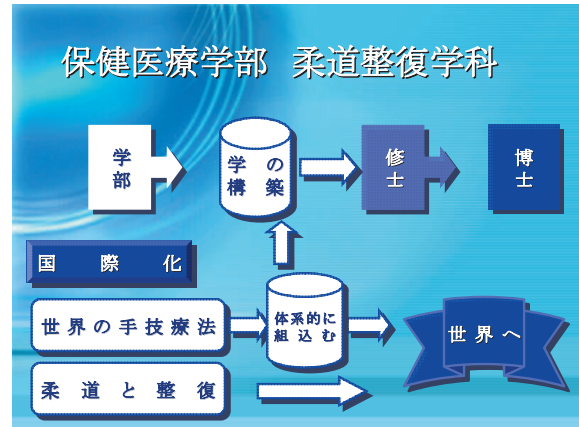 保健医療学部 柔道整復学科
学部
学の
構築
修士
博士
国際化
世界の手技療法
体系的に
組込む
世界へ
柔道と整復